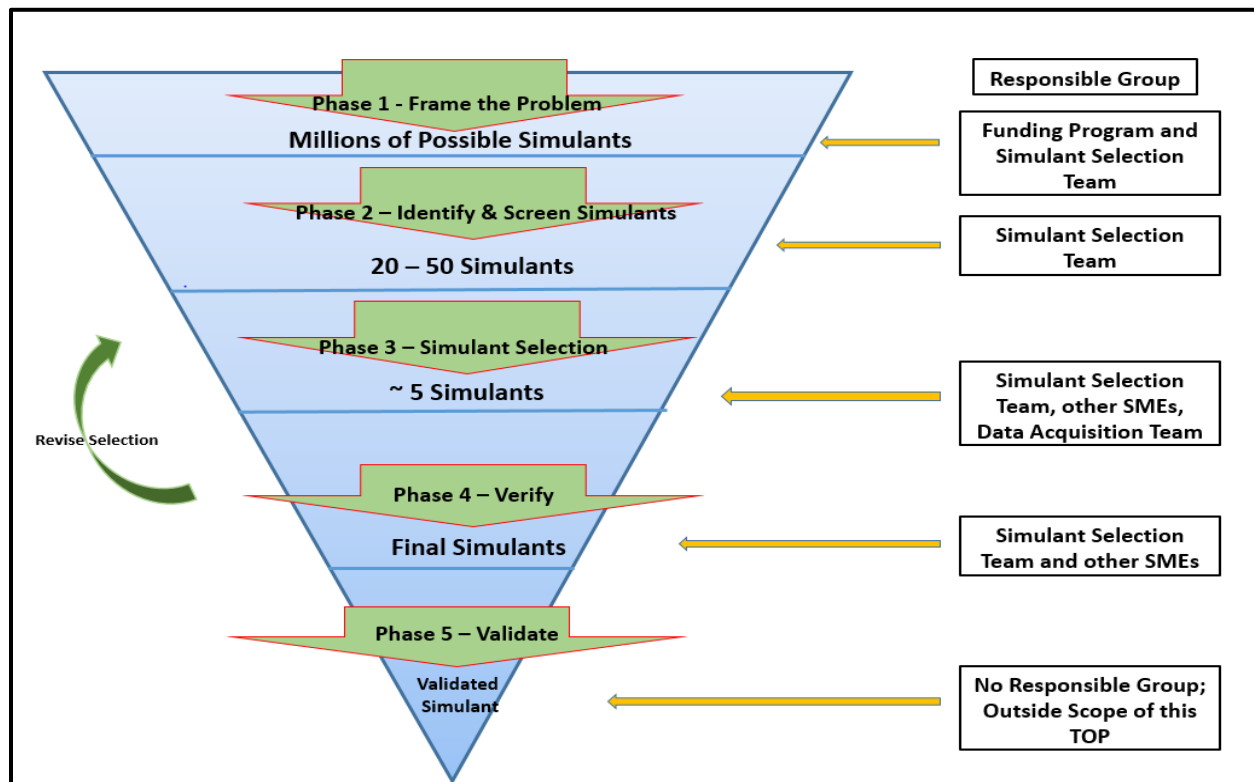 Responsible Group
Phase 1 - Frame the Problem
Millions of Possible Simulants
Funding Program and
Simulant Selection
Team
Phase 2 – Identify & Screen Simulants
20 – 50 Simulants
Simulant Selection
Team
Phase 3 – Simulant Selection
~ 5 Simulants
Simulant Selection
Team, other SMEs,
Data Acquisition Team
Revise Selection
Phase 4 – Verify
Final Simulants
Simulant Selection
Team and other SMEs
Phase 5 – Validate
Validated
Simulant
No Responsible Group;
Outside Scope of this
TOP